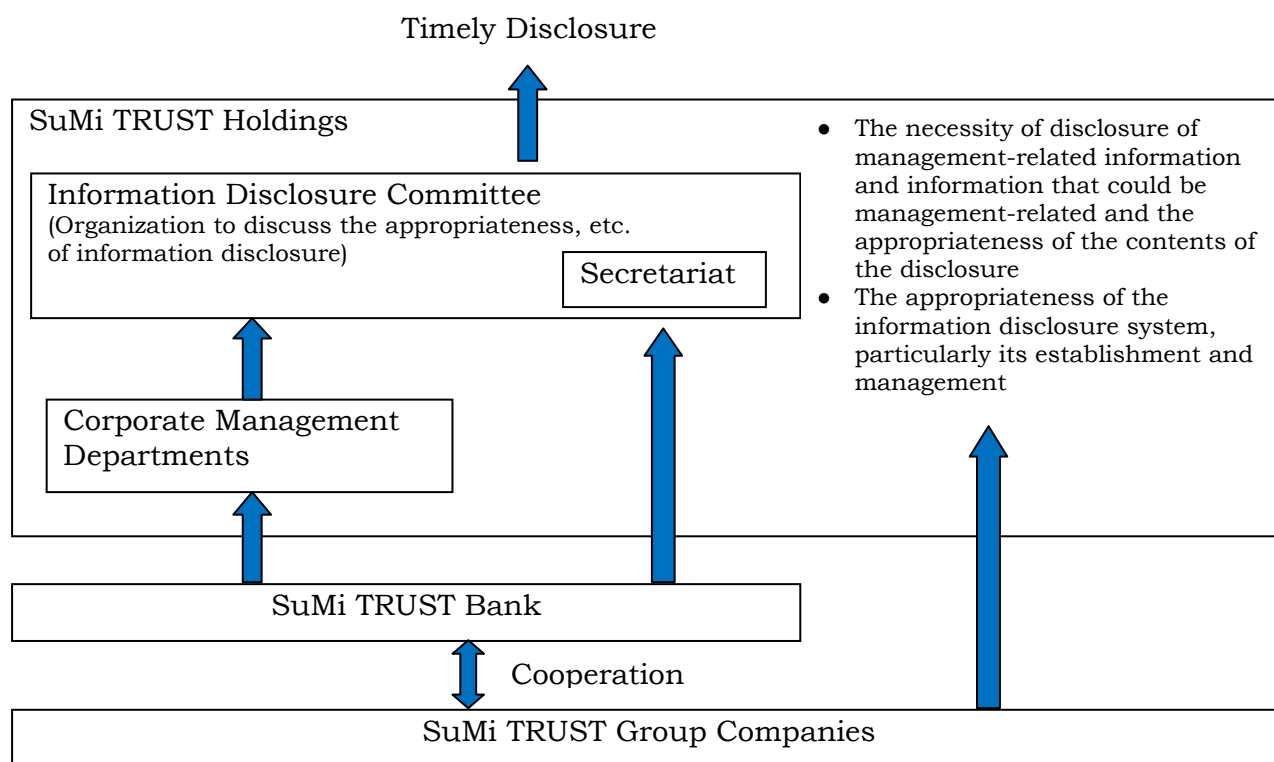 Timely Disclosure
SuMi TRUST Holdings
Information Disclosure Committee
(Organization to discuss the appropriateness, etc.
of information disclosure)
Secretariat
Corporate Management
Departments
● The necessity of disclosure of
management-related information
and information that could be
management-related and the
appropriateness of the contents of
the disclosure
● The appropriateness of the
information disclosure system,
particularly its establishment and
management
SuMi TRUST Bank
Cooperation
SuMi TRUST Group Companies